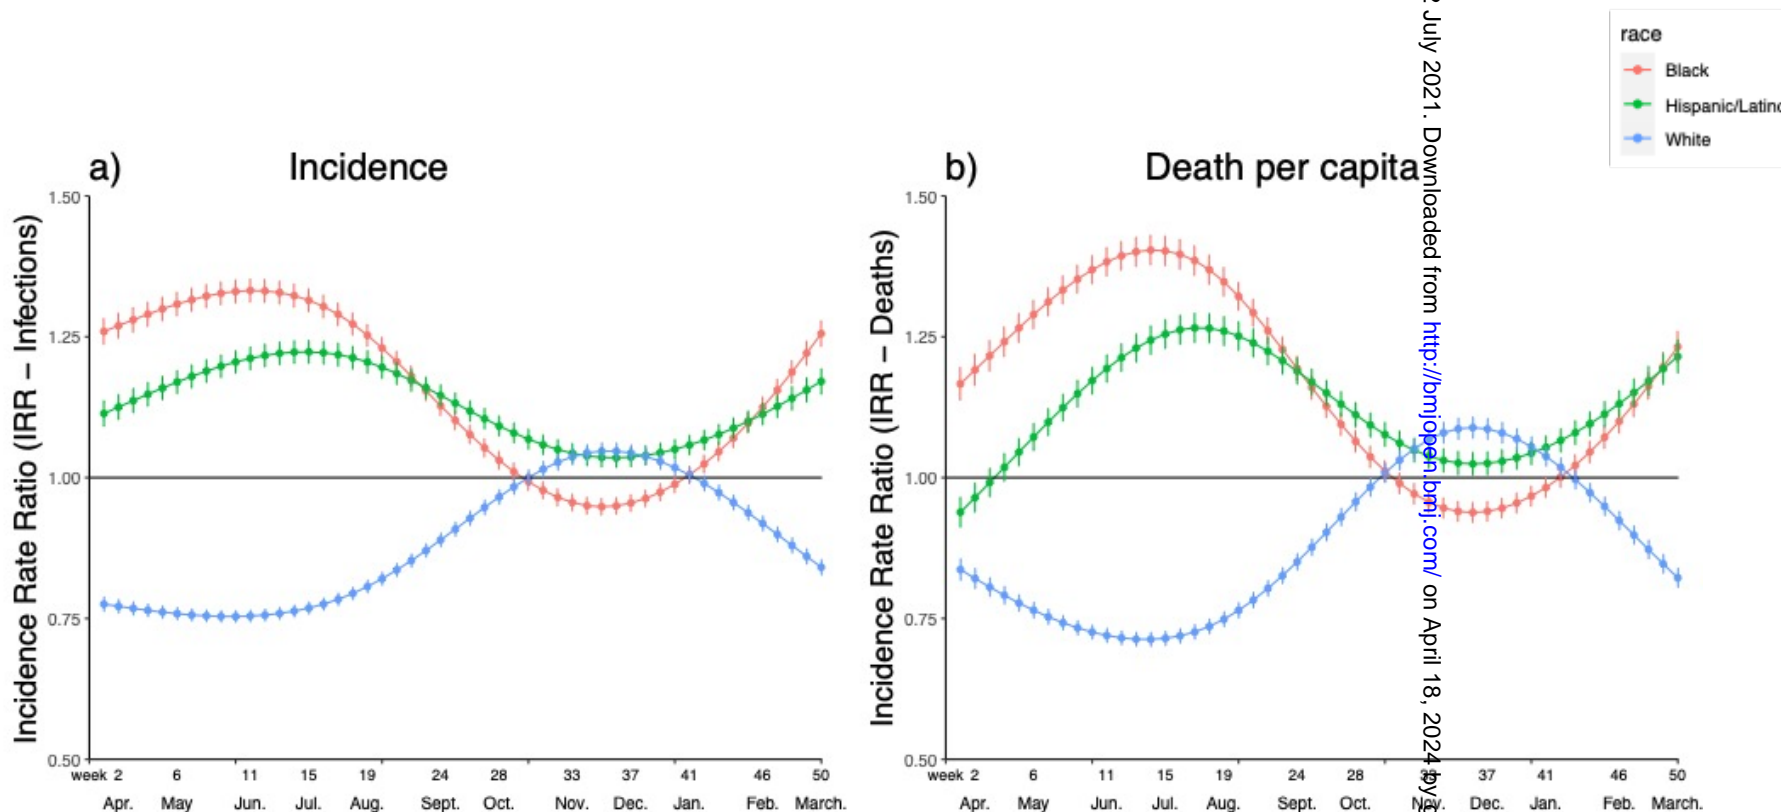 race
Black
Hispanic/Latino
White
a) Incidence
Incidence Rate Ratio (IRR – Infections)
1.50
1.25
1.00
0.75
0.50
week 2 6 11 15 19 24 28 33 37 41 46 50
Apr. May Jun. Jul. Aug. Sept. Oct. Nov. Dec. Jan. Feb. March.
b) Death per capita
Incidence Rate Ratio (IRR – Deaths)
1.50
1.25
1.00
0.75
0.50
week 2 6 11 15 19 24 28 37 41 46 50
Apr. May Jun. Jul. Aug. Sept. Oct. Nov. Dec. Jan. Feb. March.
2 July 2021. Downloaded from http://bmjopen.bmj.com/ on April 18, 2024 by